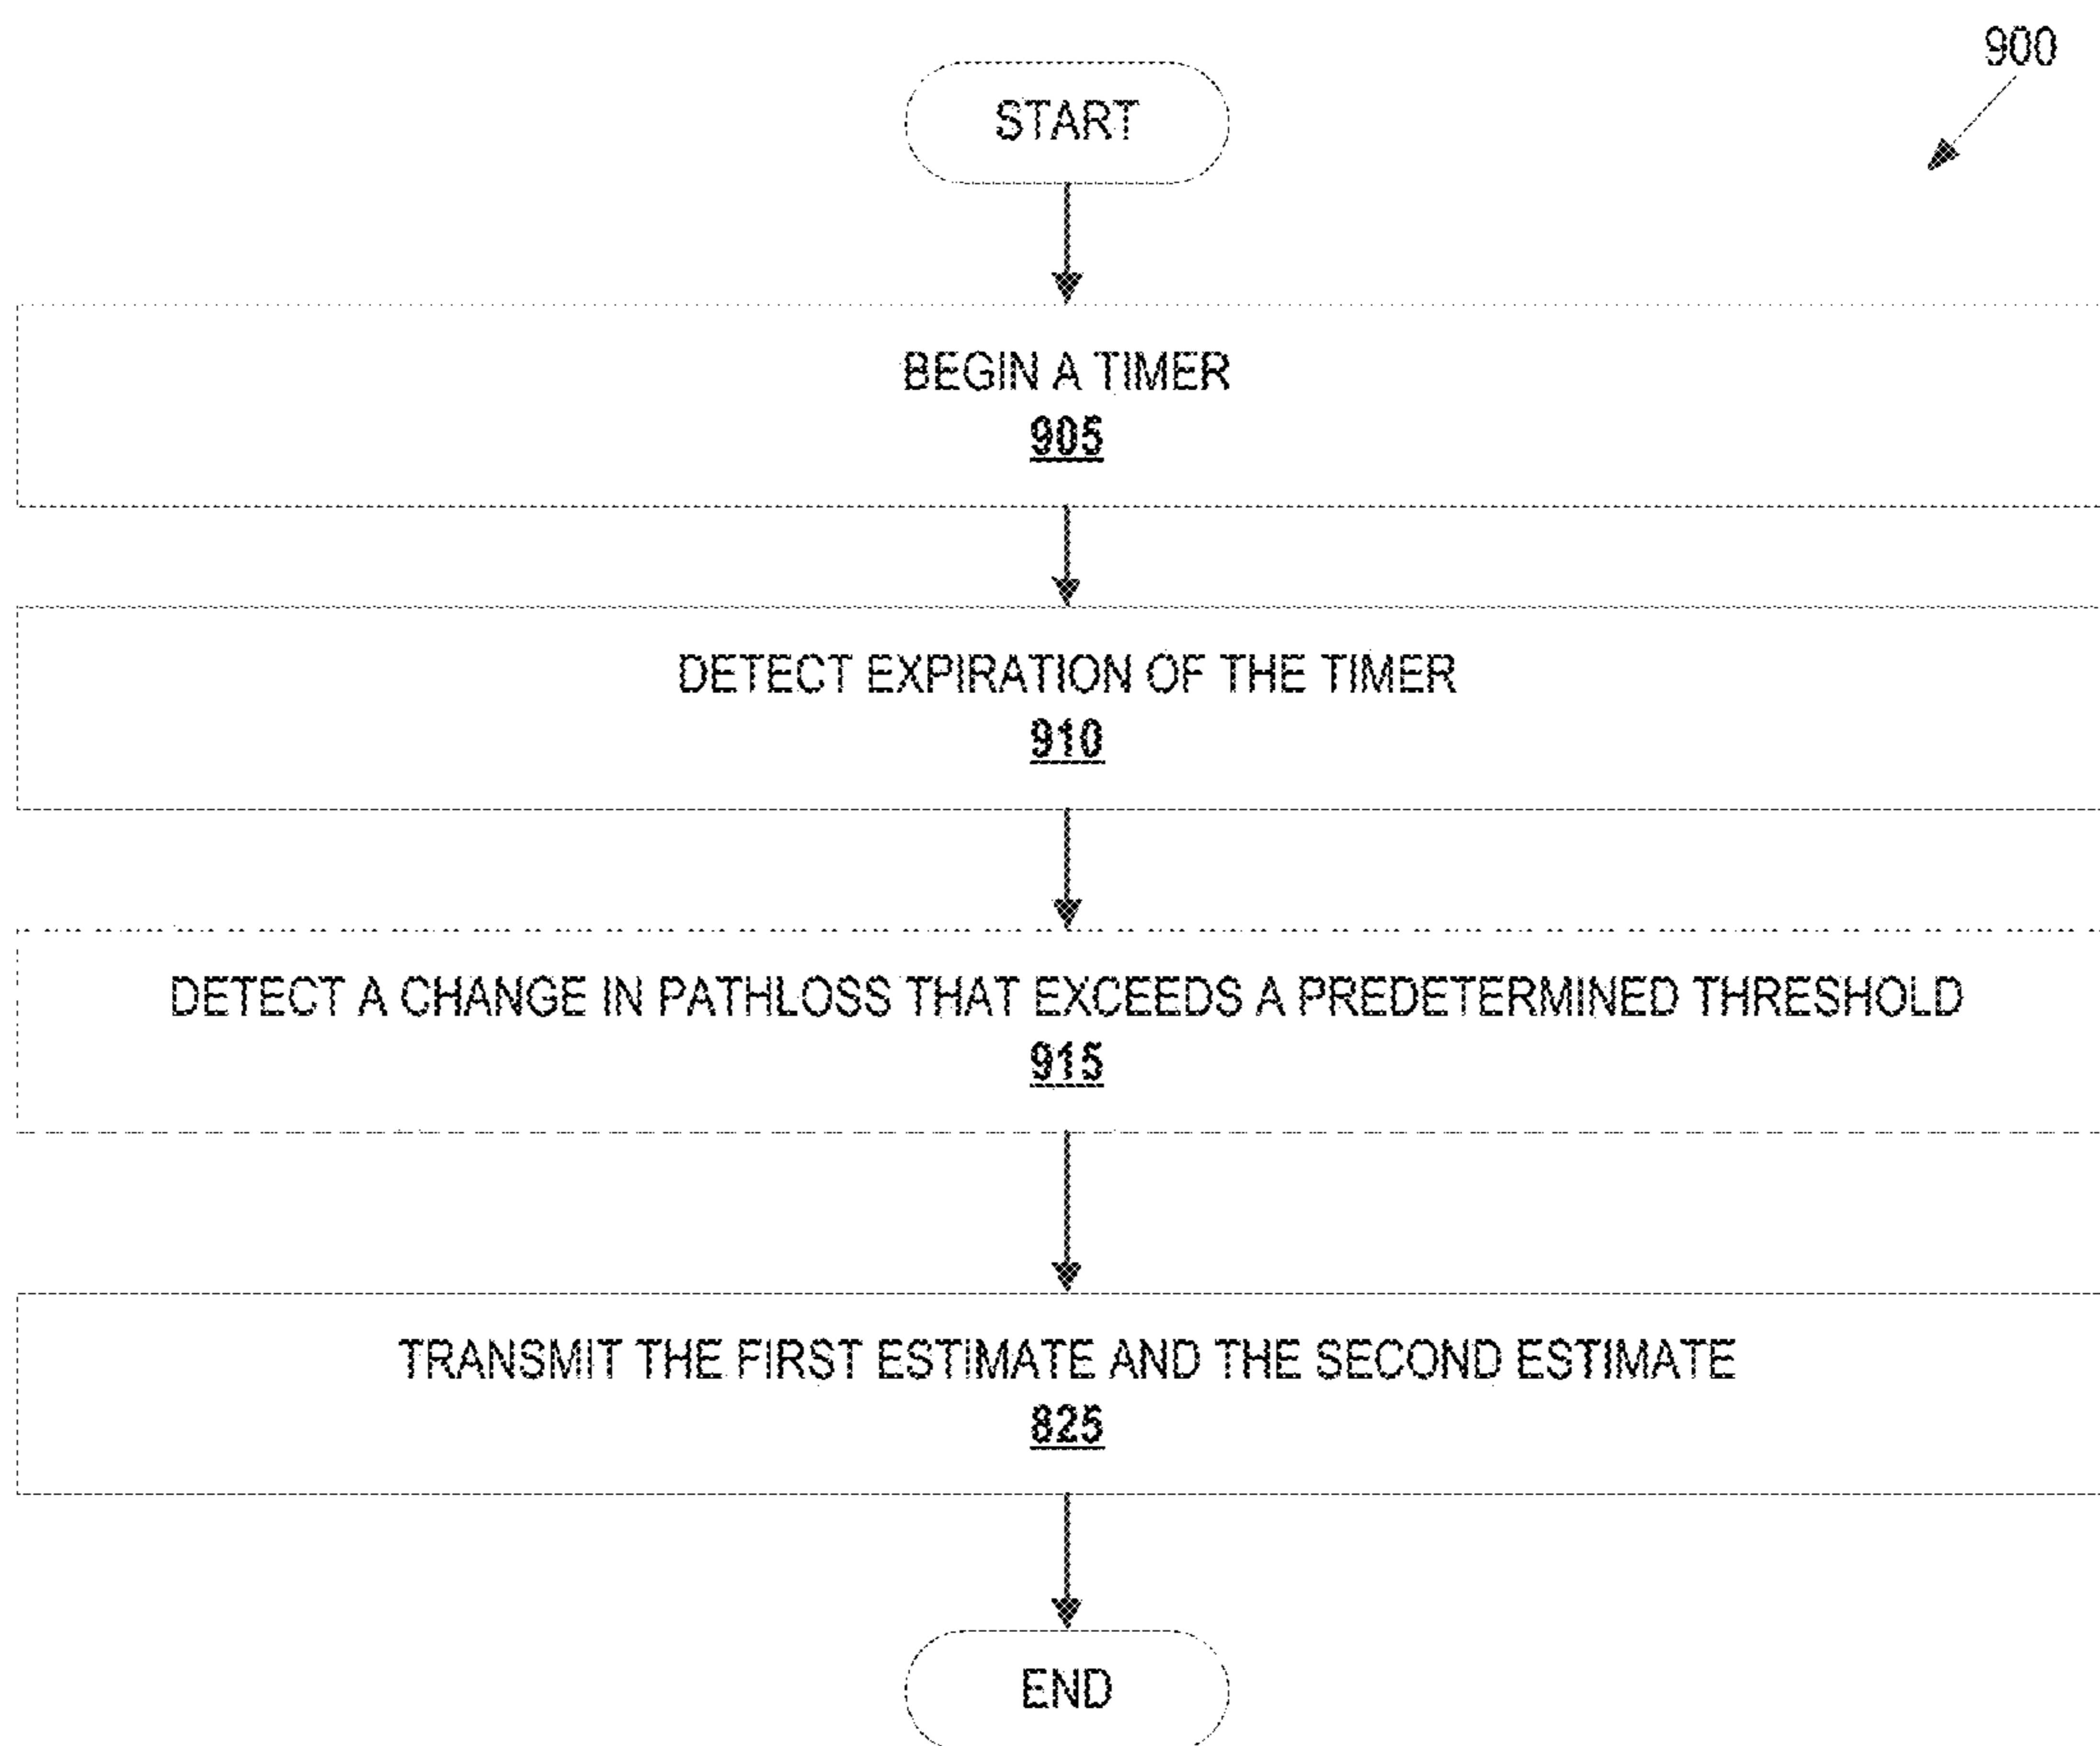 900
START
BEGIN A TIMER
905
DETECT EXPIRATION OF THE TIMER
910
DETECT A CHANGE IN PATHLOSS THAT EXCEEDS A PREDETERMINED THRESHOLD
915
TRANSMIT THE FIRST ESTIMATE AND THE SECOND ESTIMATE
825
END